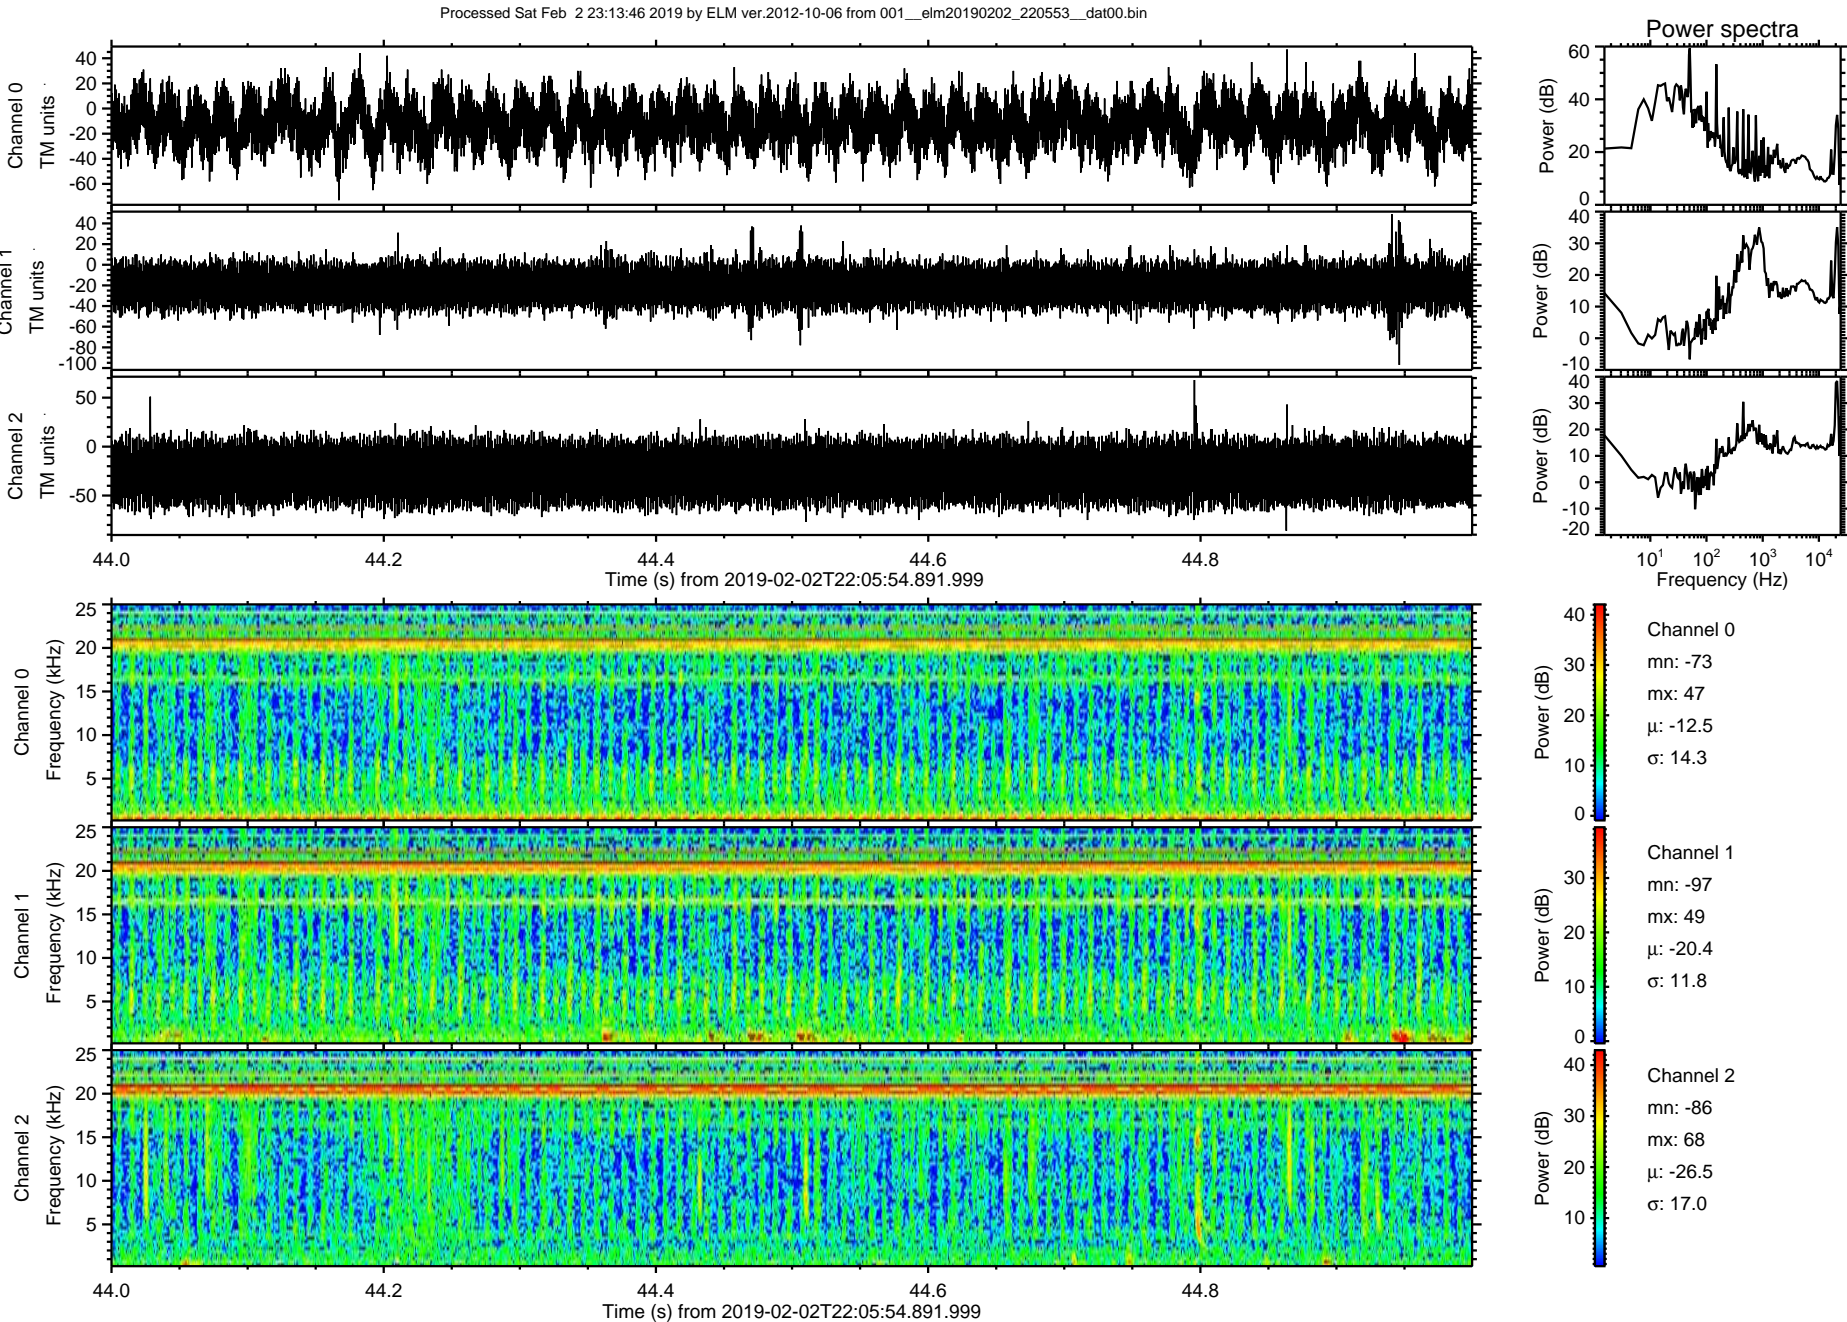 Processed Sat Feb  2 23:13:46 2019 by ELM ver.2012-10-06 from 001__elm20190202_220553__dat00.bin
Power spectra
Channel 0
TM units
40
20
0
-20
-40
-60
Power (dB)
60
40
20
0
Channel 1
TM units
40
20
0
-20
-40
-60
-80
-100
Power (dB)
40
30
20
10
0
-10
Channel 2
TM units
50
0
-50
Power (dB)
40
30
20
10
0
-10
-20
44.0 44.2 44.4 44.6 44.8
Time (s) from 2019-02-02T22:05:54.891.999
10^1 10^2 10^3 10^4
Frequency (Hz)
Channel 0
Frequency (kHz)
25
20
15
10
5
Power (dB)
40
30
20
10
0
Channel 0
mn: -73
mx: 47
μ: -12.5
σ: 14.3
Channel 1
Frequency (kHz)
25
20
15
10
5
Power (dB)
30
20
10
0
Channel 1
mn: -97
mx: 49
μ: -20.4
σ: 11.8
Channel 2
Frequency (kHz)
25
20
15
10
5
Power (dB)
40
30
20
10
Channel 2
mn: -86
mx: 68
μ: -26.5
σ: 17.0
44.0 44.2 44.4 44.6 44.8
Time (s) from 2019-02-02T22:05:54.891.999